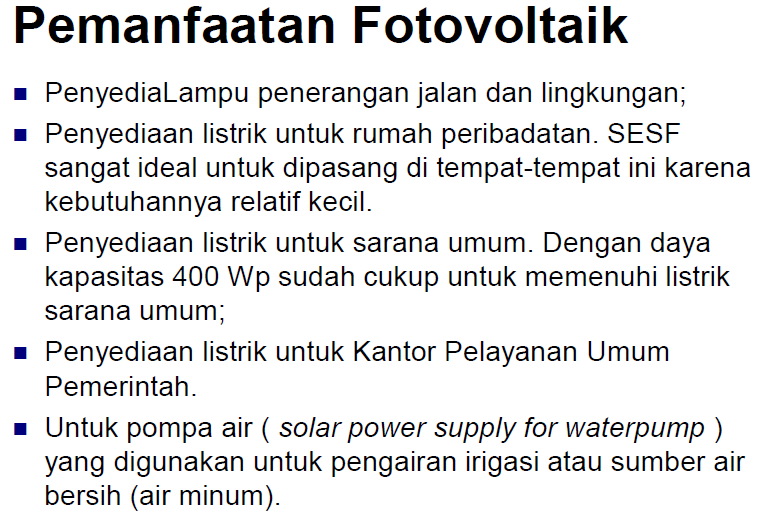 Pemanfaatan Fotovoltaik
■ PenyediaLampu penerangan jalan dan lingkungan;
■ Penyediaan listrik untuk rumah peribadatan. SESF
sangat ideal untuk dipasang di tempat-tempat ini karena
kebutuhannya relatif kecil.
■ Penyediaan listrik untuk sarana umum. Dengan daya
kapasitas 400 Wp sudah cukup untuk memenuhi listrik
sarana umum;
■ Penyediaan listrik untuk Kantor Pelayanan Umum
Pemerintah.
■ Untuk pompa air ( solar power supply for waterpump )
yang digunakan untuk pengairan irigasi atau sumber air
bersih (air minum).